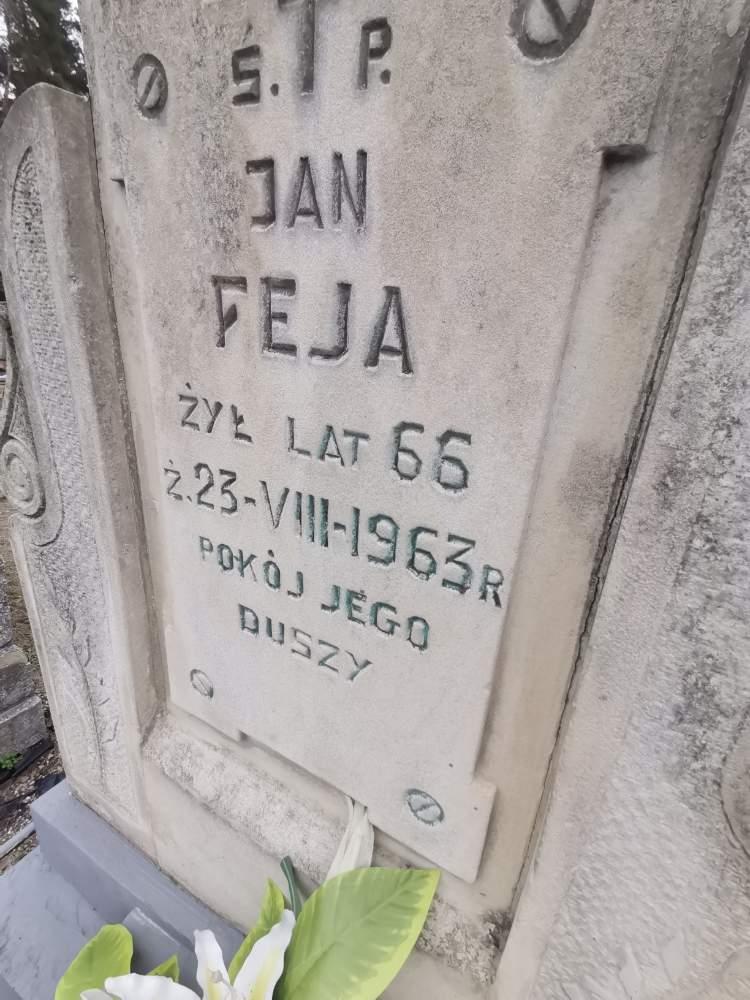 Ś. P.
JAN
FEJA
ŻYŁ LAT 66
Ż. 23-VIII-1963R
POKÓJ JEGO
DUSZY